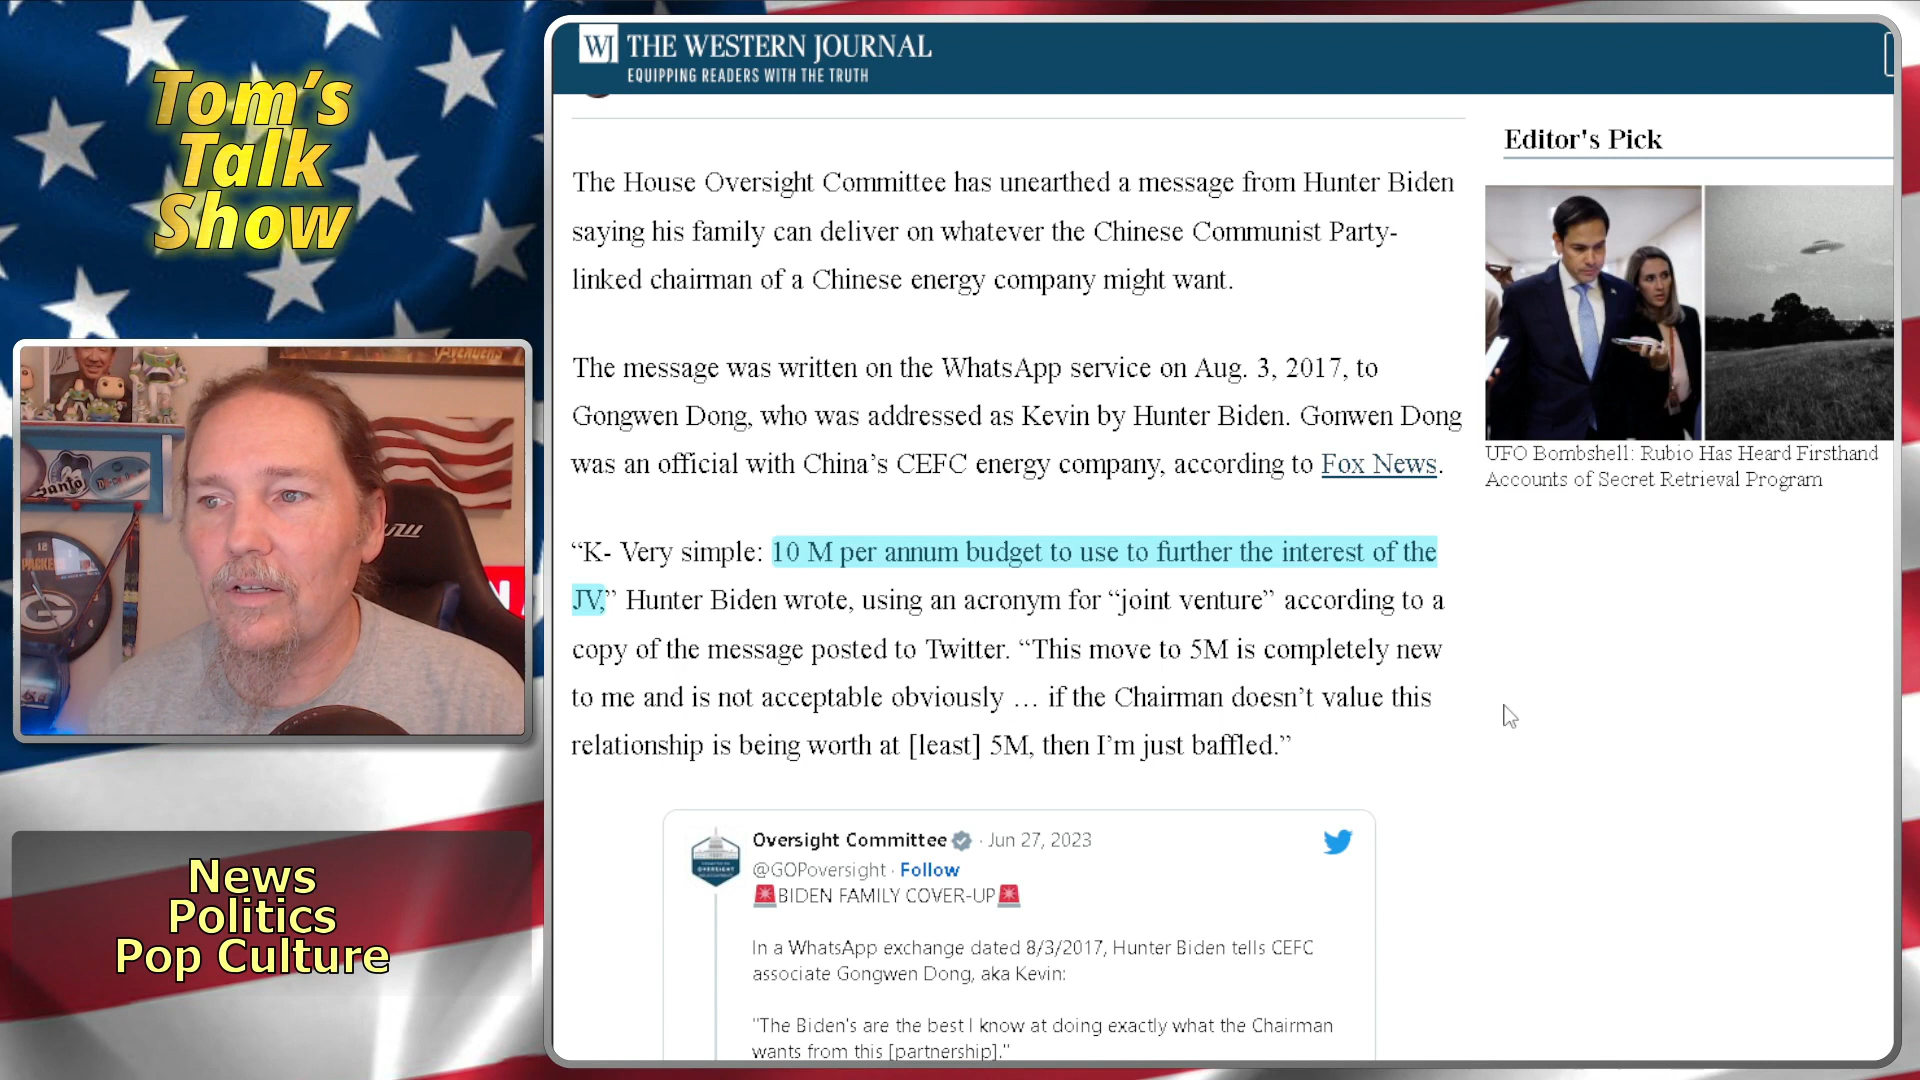 Tom's
Talk
Show
AVENGERS
Santo
12
PACKE
News
Politics
Pop Culture
WJ THE WESTERN JOURNAL
EQUIPPING READERS WITH THE TRUTH
The House Oversight Committee has unearthed a message from Hunter Biden
saying his family can deliver on whatever the Chinese Communist Party-
linked chairman of a Chinese energy company might want.
The message was written on the WhatsApp service on Aug. 3, 2017, to
Gongwen Dong, who was addressed as Kevin by Hunter Biden. Gonwen Dong
was an official with China's CEFC energy company, according to Fox News.
“K- Very simple: 10 M per annum budget to use to further the interest of the
JV,” Hunter Biden wrote, using an acronym for “joint venture” according to a
copy of the message posted to Twitter. “This move to 5M is completely new
to me and is not acceptable obviously … if the Chairman doesn't value this
relationship is being worth at [least] 5M, then I'm just baffled.”
Oversight Committee · Jun 27, 2023
@GOPoversight · Follow
BIDEN FAMILY COVER-UP
In a WhatsApp exchange dated 8/3/2017, Hunter Biden tells CEFC
associate Gongwen Dong, aka Kevin:
"The Biden's are the best I know at doing exactly what the Chairman
wants from this [partnership]."
Editor's Pick
UFO Bombshell: Rubio Has Heard Firsthand
Accounts of Secret Retrieval Program